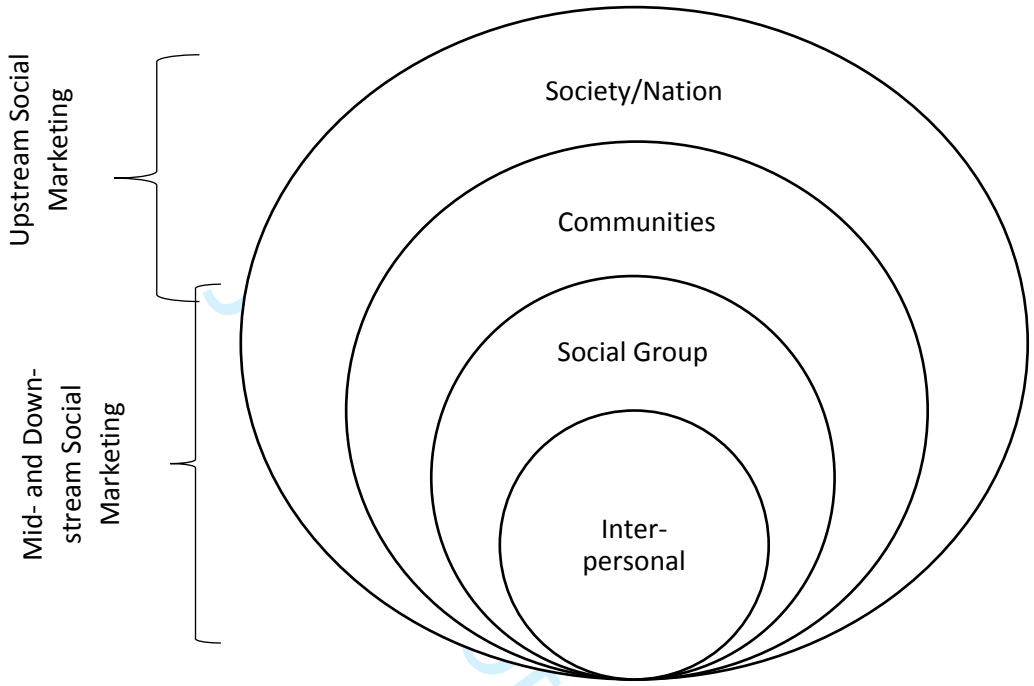 Upstream Social
Marketing
Mid- and Down-
stream Social
Marketing
Society/Nation
Communities
Social Group
Inter-
personal